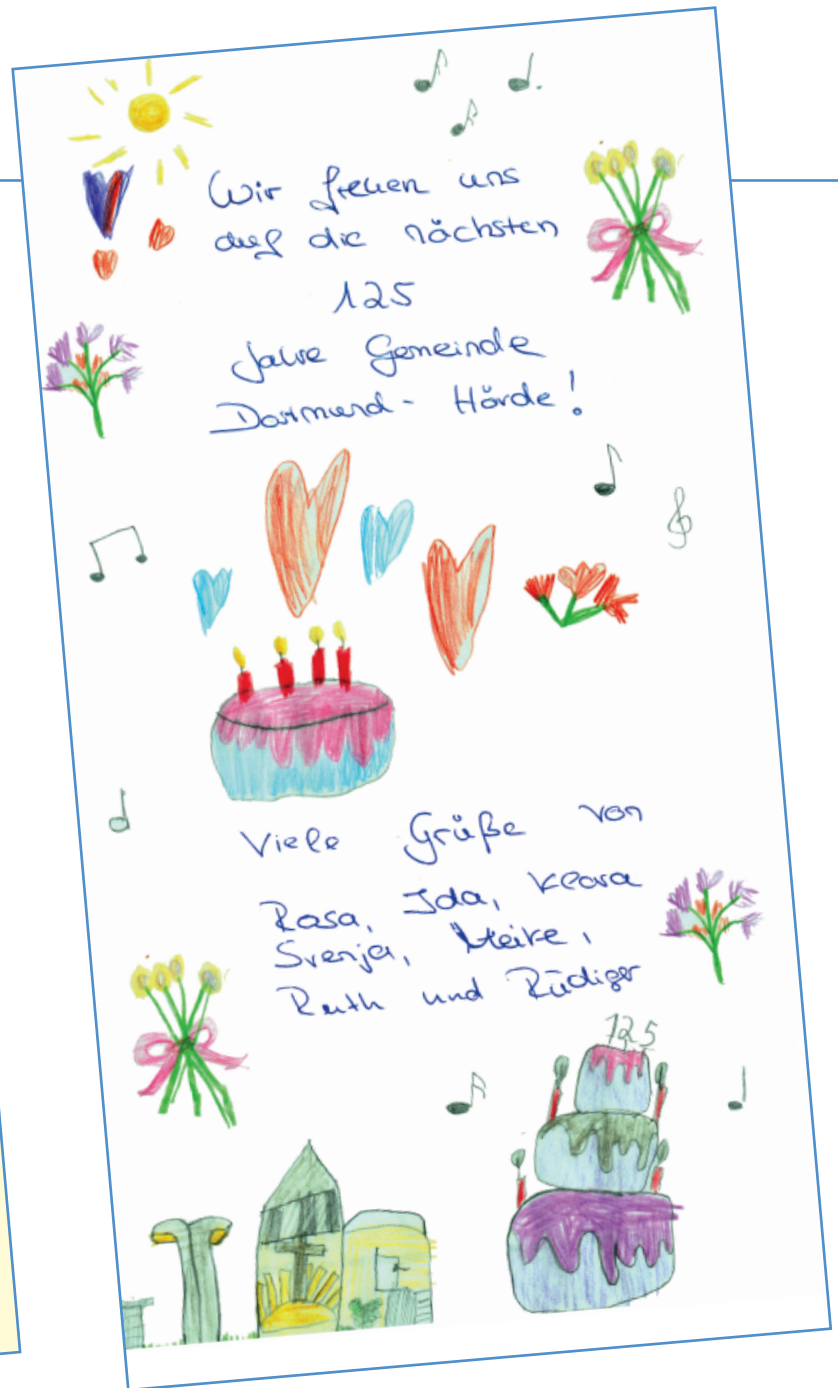 Wir freuen uns
auf die nächsten
125
Jahre Gemeinde
Dortmund - Hörde!
Viele Grüße von
Rosa, Ida, Klara
Svenja, Meike,
Ruth und Rüdiger
125